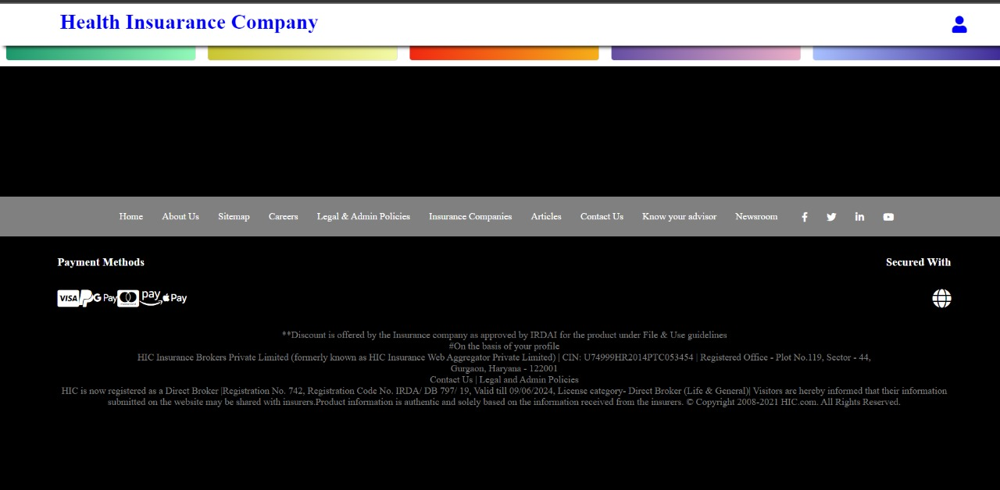 Health Insuarance Company
Home About Us Sitemap Careers Legal & Admin Policies Insurance Companies Articles Contact Us Know your advisor Newsroom
Payment Methods Secured With
VISA G Pay pay Pay
**Discount is offered by the Insurance company as approved by IRDAI for the product under File & Use guidelines
#On the basis of your profile
HIC Insurance Brokers Private Limited (formerly known as HIC Insurance Web Aggregator Private Limited) | CIN: U74999HR2014PTC053454 | Registered Office - Plot No.119, Sector - 44,
Gurgaon, Haryana - 122001
Contact Us | Legal and Admin Policies
HIC is now registered as a Direct Broker |Registration No. 742, Registration Code No. IRDA/ DB 797/ 19, Valid till 09/06/2024, License category- Direct Broker (Life & General)| Visitors are hereby informed that their information
submitted on the website may be shared with insurers.Product information is authentic and solely based on the information received from the insurers. © Copyright 2008-2021 HIC.com. All Rights Reserved.